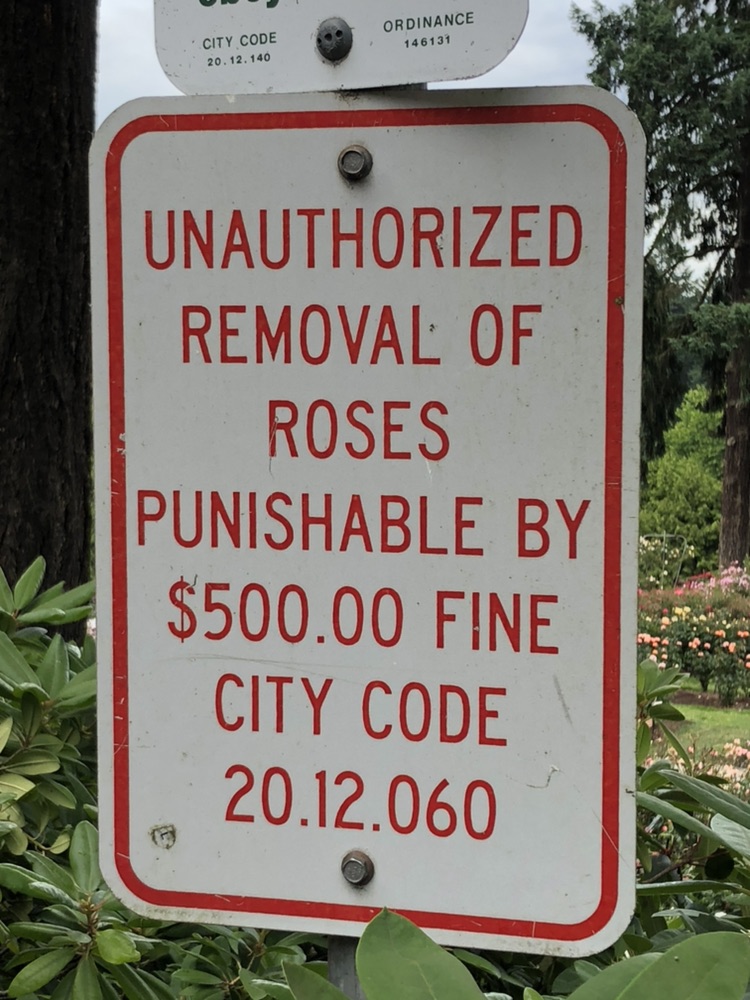 obey
CITY CODE
20.12.140
ORDINANCE
146131
UNAUTHORIZED
REMOVAL OF
ROSES
PUNISHABLE BY
$500.00 FINE
CITY CODE
20.12.060